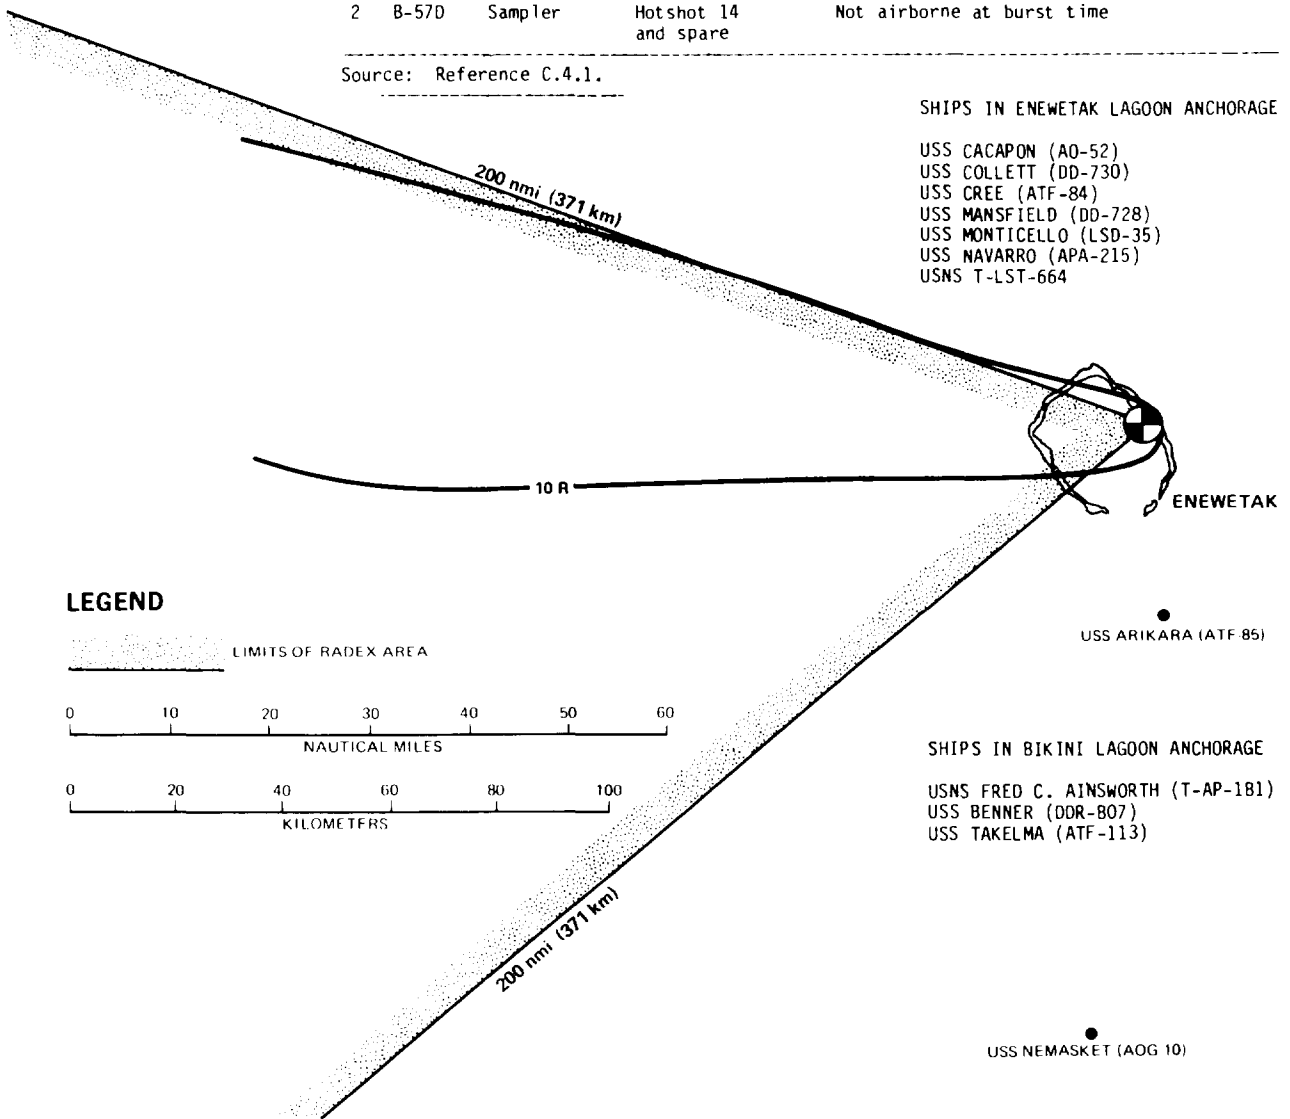 2 B-57D Sampler Hotshot 14 Not airborne at burst time
and spare
Source: Reference C.4.1.
SHIPS IN ENEWETAK LAGOON ANCHORAGE
USS CACAPON (AO-52)
USS COLLETT (DD-730)
USS CREE (ATF-84)
USS MANSFIELD (DD-728)
USS MONTICELLO (LSD-35)
USS NAVARRO (APA-215)
USNS T-LST-664
200 nmi (371 km)
10 R
ENEWETAK
LEGEND
LIMITS OF RADEX AREA
0 10 20 30 40 50 60
NAUTICAL MILES
0 20 40 60 80 100
KILOMETERS
USS ARIKARA (ATF 85)
SHIPS IN BIKINI LAGOON ANCHORAGE
USNS FRED C. AINSWORTH (T-AP-181)
USS BENNER (DDR-807)
USS TAKELMA (ATF-113)
200 nmi (371 km)
USS NEMASKET (AOG 10)